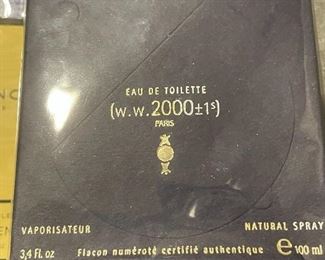 EAU DE TOILETTE
(w.w.2000±1s)
PARIS
VAPORISATEUR NATURAL SPRAY
3,4 Fl. oz Flacon numéroté certifié authentique e 100 ml